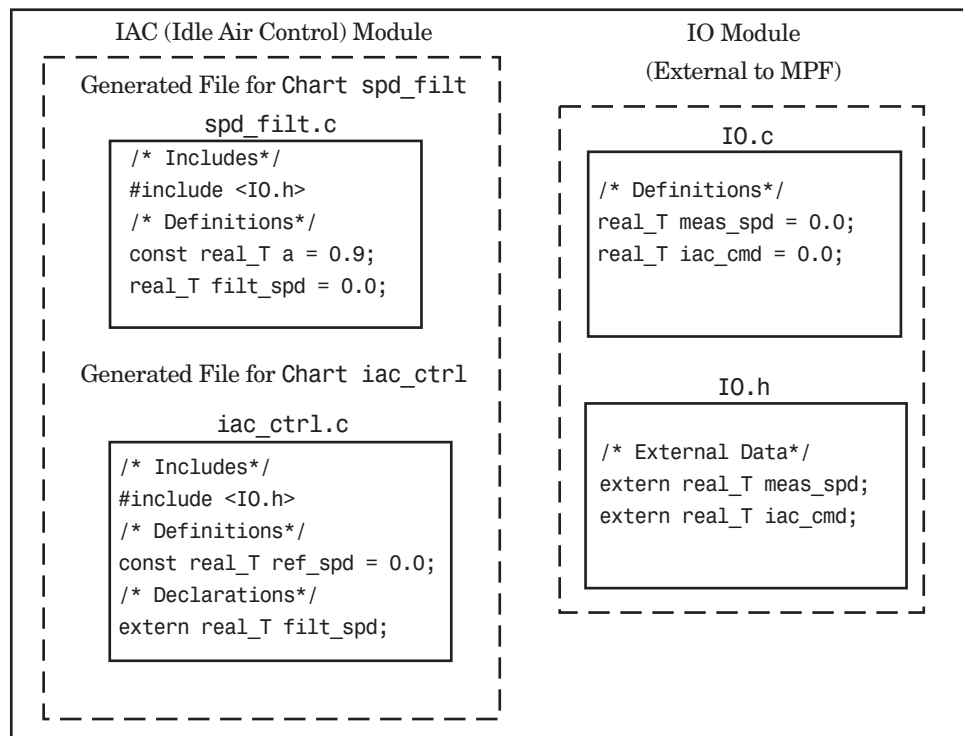 IAC (Idle Air Control) Module
Generated File for Chart spd_filt
spd_filt.c
/* Includes*/
#include <IO.h>
/* Definitions*/
const real_T a = 0.9;
real_T filt_spd = 0.0;
Generated File for Chart iac_ctrl
iac_ctrl.c
/* Includes*/
#include <IO.h>
/* Definitions*/
const real_T ref_spd = 0.0;
/* Declarations*/
extern real_T filt_spd;
IO Module
(External to MPF)
IO.c
/* Definitions*/
real_T meas_spd = 0.0;
real_T iac_cmd = 0.0;
IO.h
/* External Data*/
extern real_T meas_spd;
extern real_T iac_cmd;